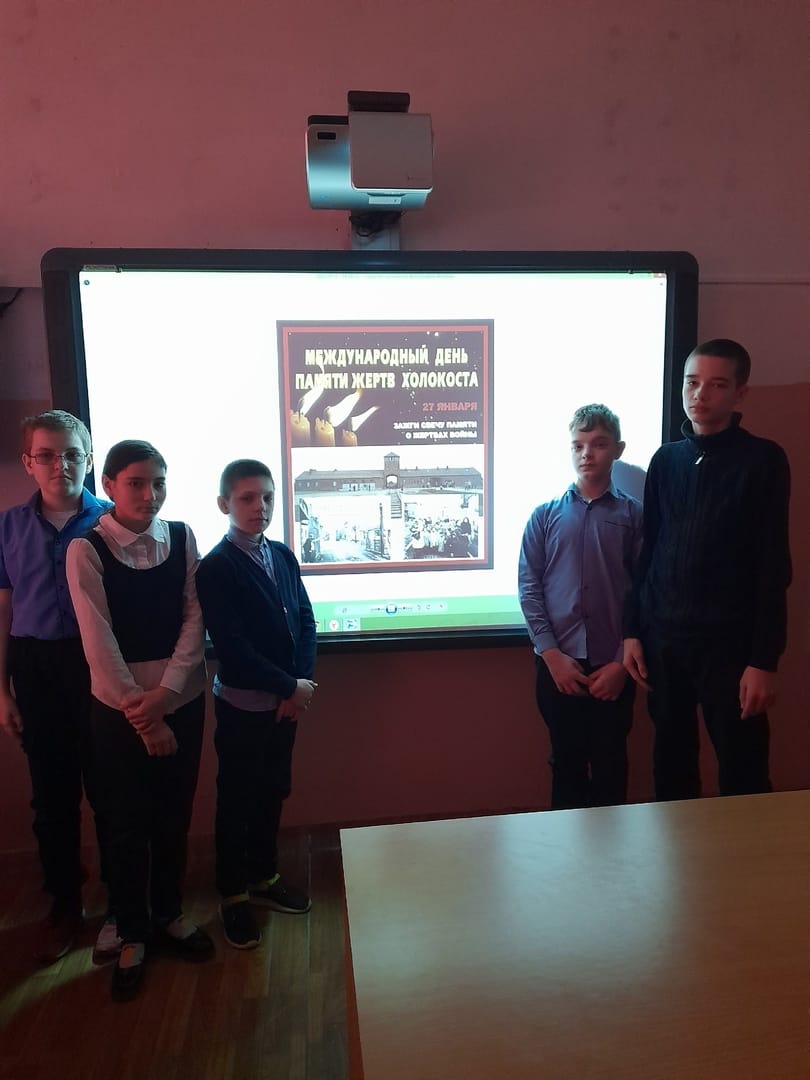 МЕЖДУНАРОДНЫЙ ДЕНЬ
ПАМЯТИ ЖЕРТВ ХОЛОКОСТА
27 ЯНВАРЯ
ЗАЖГИ СВЕЧУ ПАМЯТИ
О ЖЕРТВАХ ВОЙНЫ